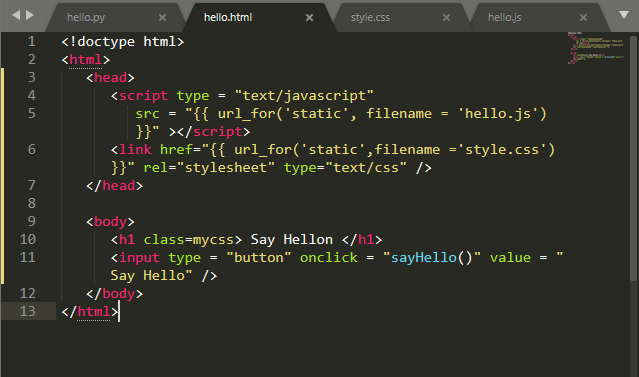 hello.py
hello.html
style.css
hello.js
1 <!doctype html>
2 <html>
3 <head>
4 <script type = "text/javascript"
5 src = "{{ url_for('static', filename = 'hello.js')
}}" ></script>
6 <link href="{{ url_for('static',filename ='style.css')
}}" rel="stylesheet" type="text/css" />
7 </head>
8
9 <body>
10 <h1 class=mycss> Say Hellon </h1>
11 <input type = "button" onclick = "sayHello()" value = "
Say Hello" />
12 </body>
13 </html>